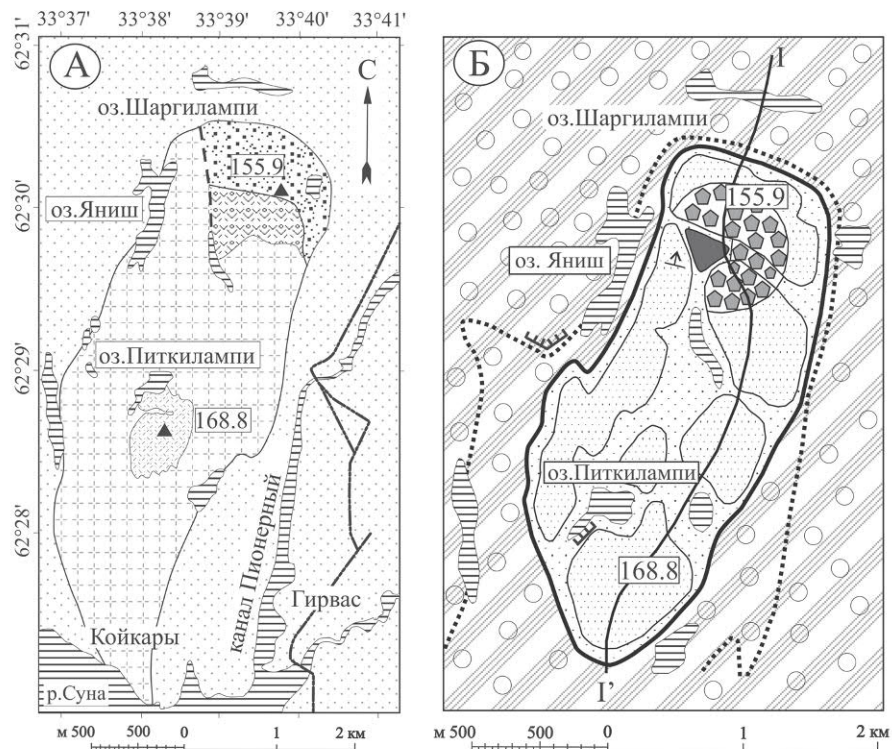 33°37' 33°38' 33°39' 33°40' 33°41'
62°31'
62°30'
62°29'
62°28'
А
С
оз.Шаргилампи
155.9
оз.Яниш
оз.Питкилампи
168.8
канал Пионерный
Гирвас
Койкары
р.Суна
м 500 500 0 1 2 км
Б
I
оз.Шаргилампи
155.9
оз. Яниш
оз.Питкилампи
168.8
I'
м 500 500 0 1 2 км